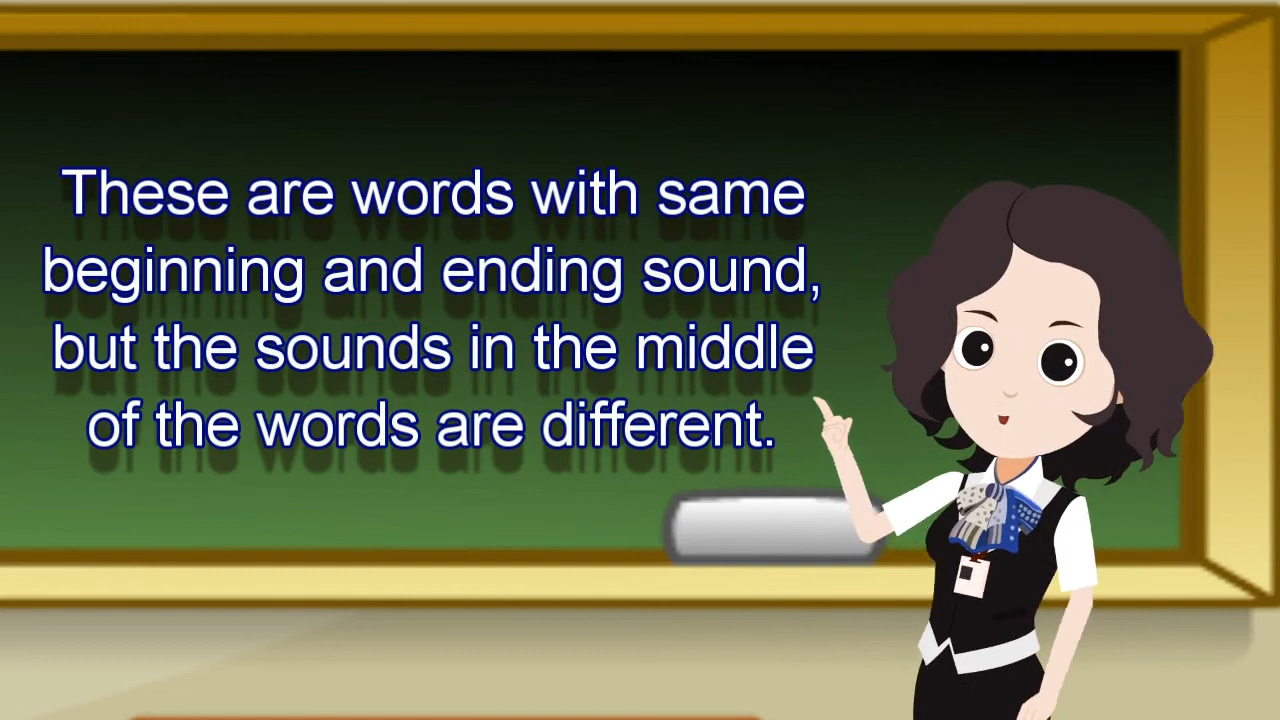 These are words with same
beginning and ending sound,
but the sounds in the middle
of the words are different.